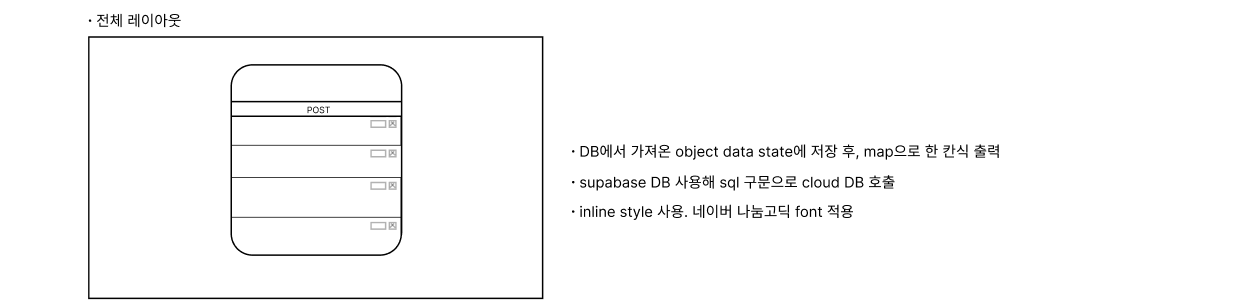 • 전체 레이아웃
POST
• DB에서 가져온 object data state에 저장 후, map으로 한 칸식 출력
• supabase DB 사용해 sql 구문으로 cloud DB 호출
• inline style 사용. 네이버 나눔고딕 font 적용